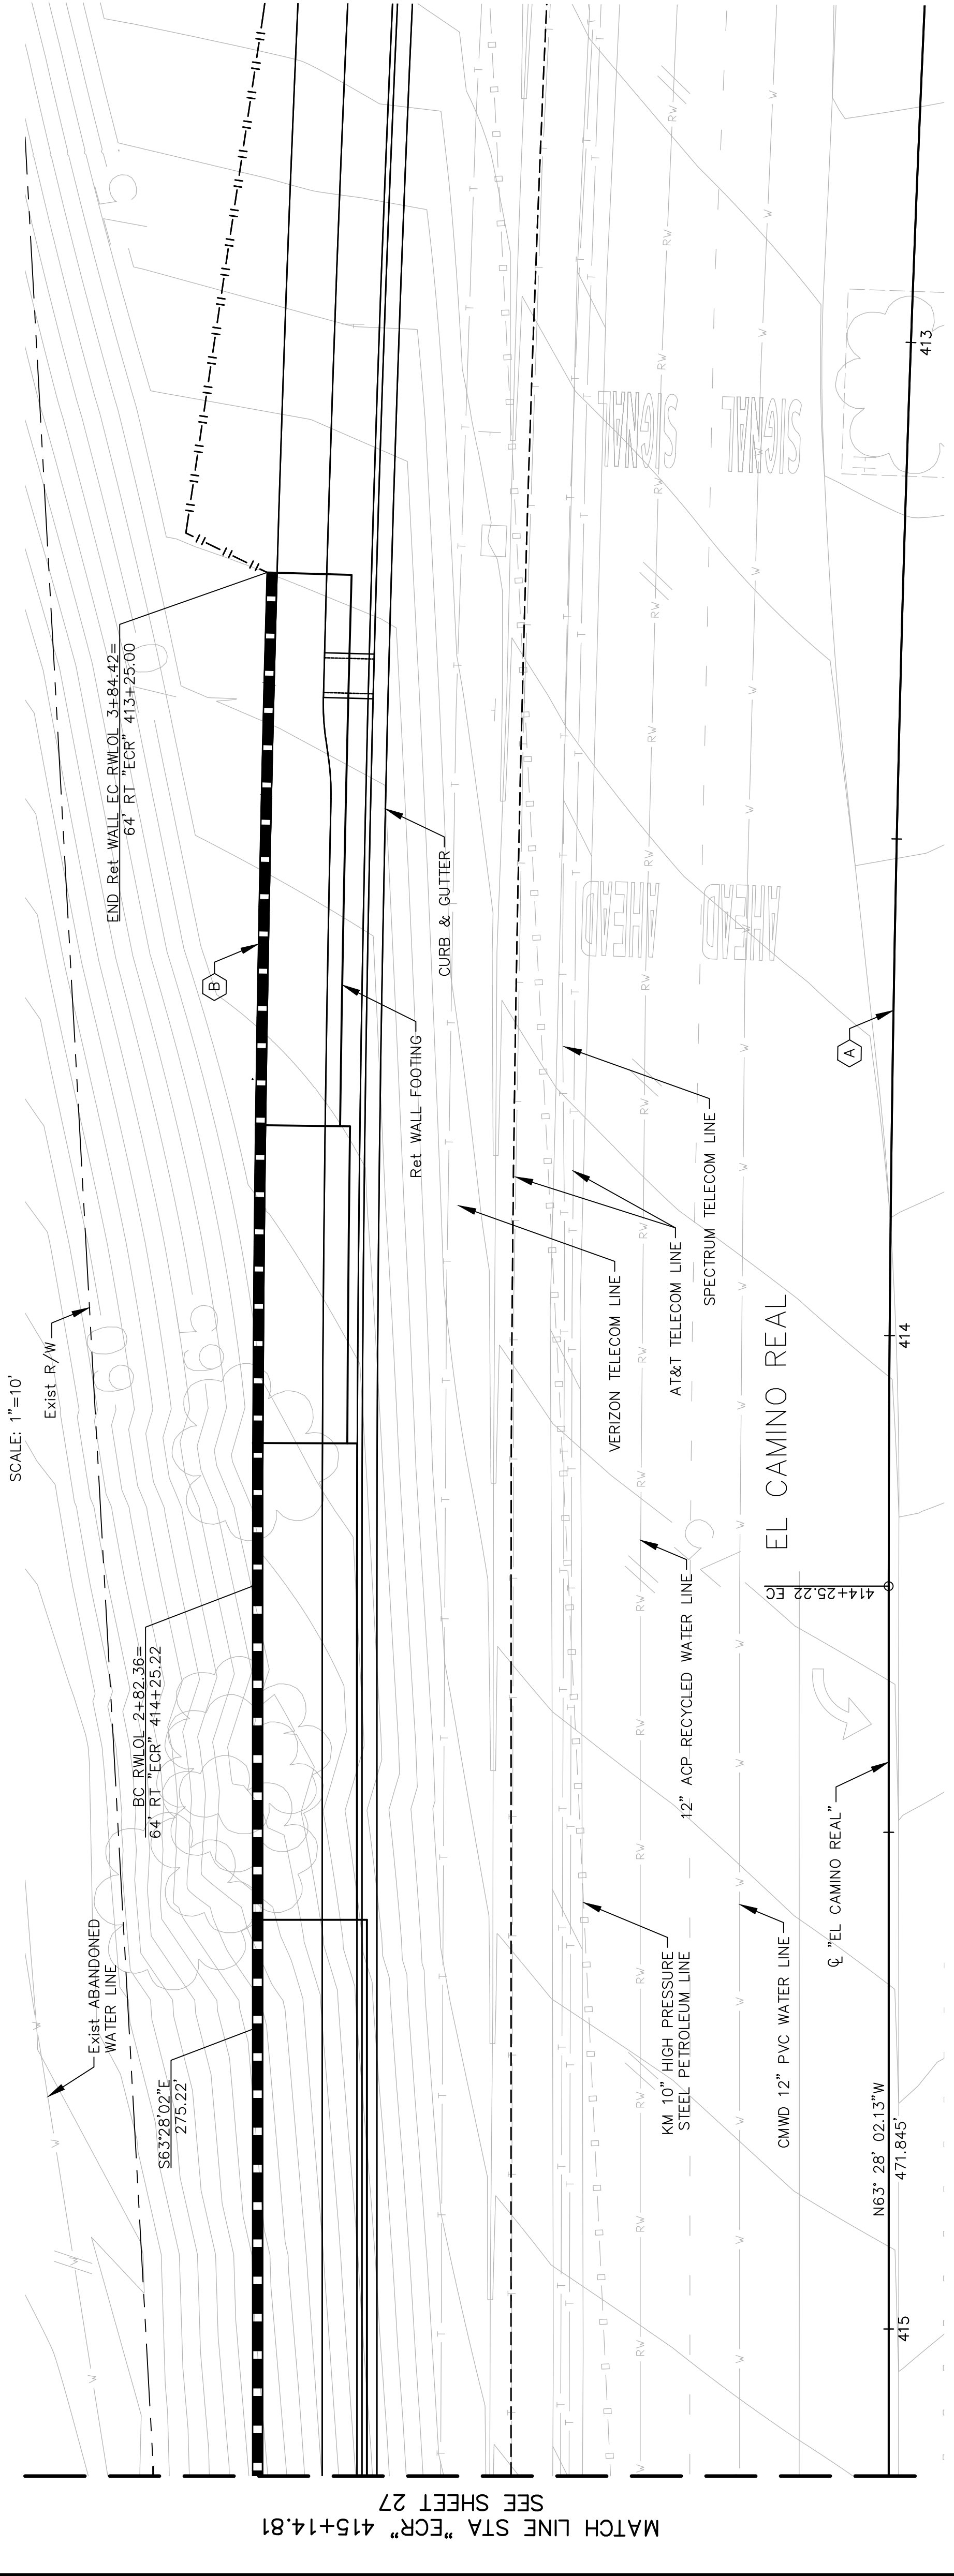 SCALE: 1"=10'
Exist R/W
END Ret WALL EC RWLOL 3+84.42=
64' RT "ECR" 413+25.00
BC RWLOL 2+82.36=
64' RT "ECR" 414+25.22
Exist ABANDONED
WATER LINE
S63°28'02"E
275.22'
B
CURB & GUTTER
Ret WALL FOOTING
VERIZON TELECOM LINE
AT&T TELECOM LINE
SPECTRUM TELECOM LINE
12" ACP RECYCLED WATER LINE
KM 10" HIGH PRESSURE
STEEL PETROLEUM LINE
CMWD 12" PVC WATER LINE
EL CAMINO REAL
SIGNAL
SIGNAL
AHEAD
AHEAD
A
414+25.22 EC
℄ "EL CAMINO REAL"
N63° 28' 02.13"W
471.845'
413
414
415
MATCH LINE STA "ECR" 415+14.81
SEE SHEET 27